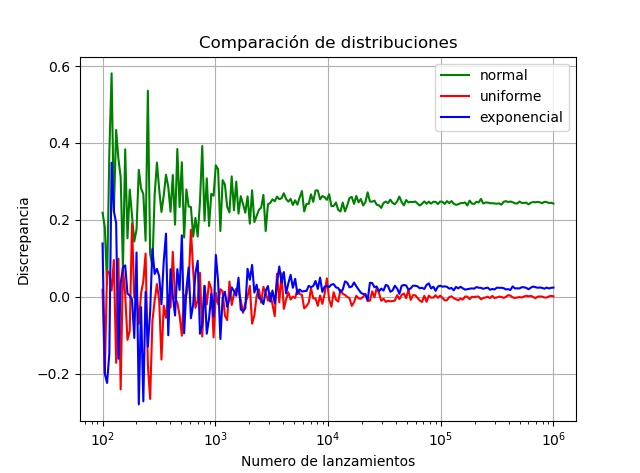 Comparación de distribuciones
normal
uniforme
exponencial
Discrepancia
0.6
0.4
0.2
0.0
−0.2
10²
10³
10⁴
10⁵
10⁶
Numero de lanzamientos